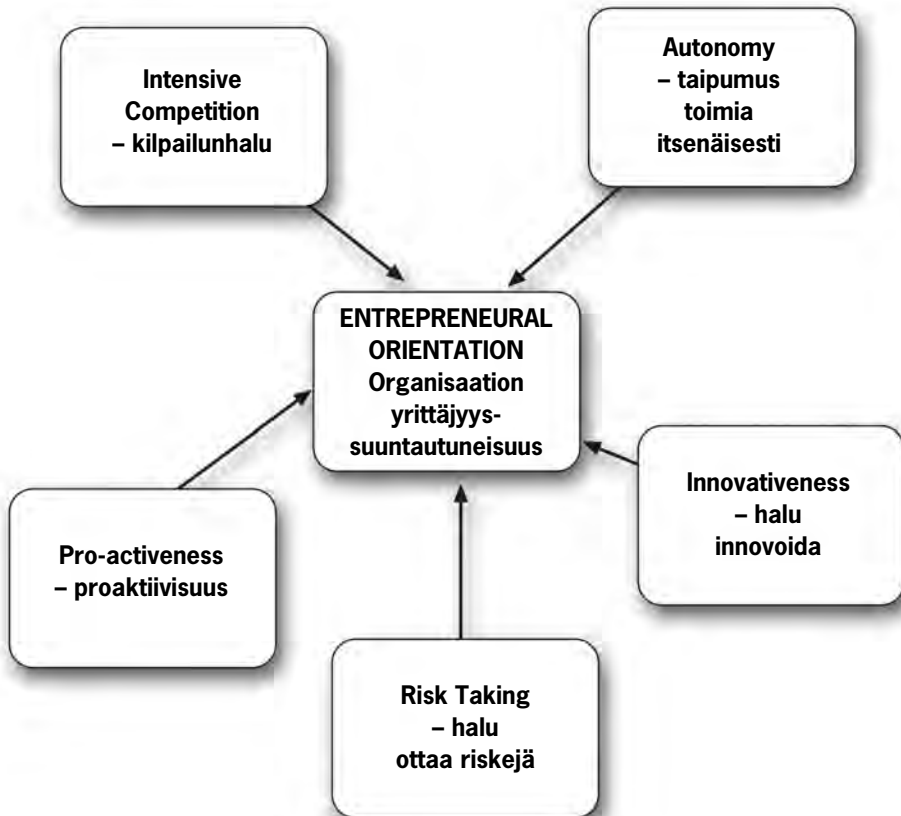 Intensive
Competition
– kilpailunhalu
Autonomy
– taipumus
toimia
itsenäisesti
ENTREPRENEURAL
ORIENTATION
Organisaation
yrittäjyys-
suuntautuneisuus
Innovativeness
– halu
innovoida
Pro-activeness
– proaktiivisuus
Risk Taking
– halu
ottaa riskejä